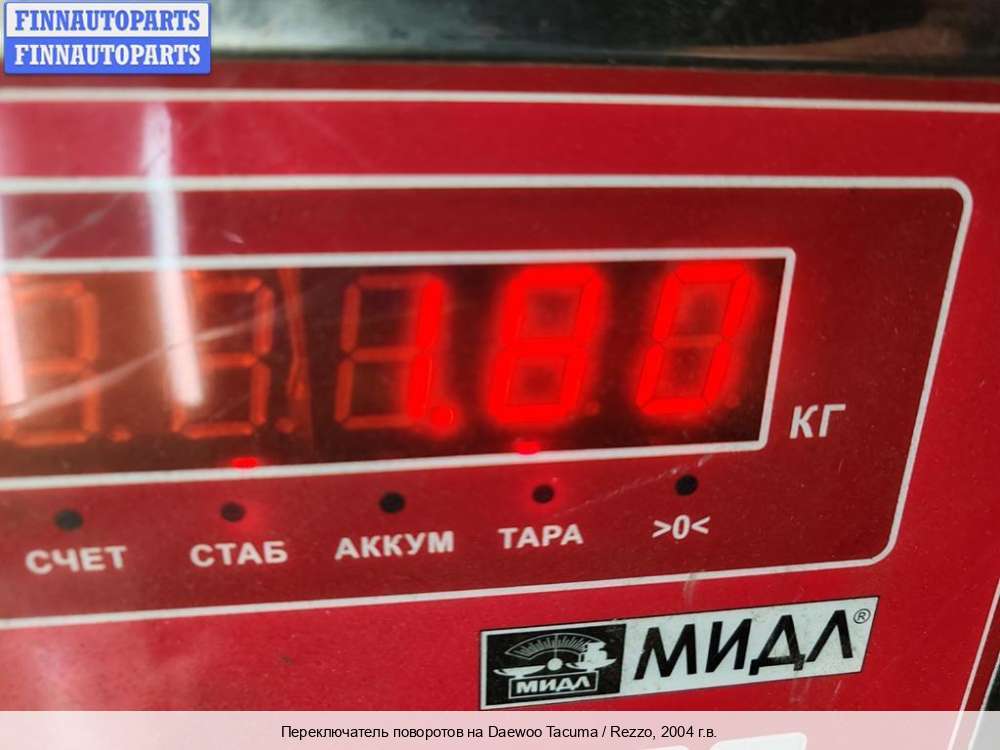 FINNAUTOPARTS
FINNAUTOPARTS
1.80
КГ
СЧЕТ СТАБ АККУМ ТАРА >0<
МИДЛ МИДЛ®
Переключатель поворотов на Daewoo Tacuma / Rezzo, 2004 г.в.